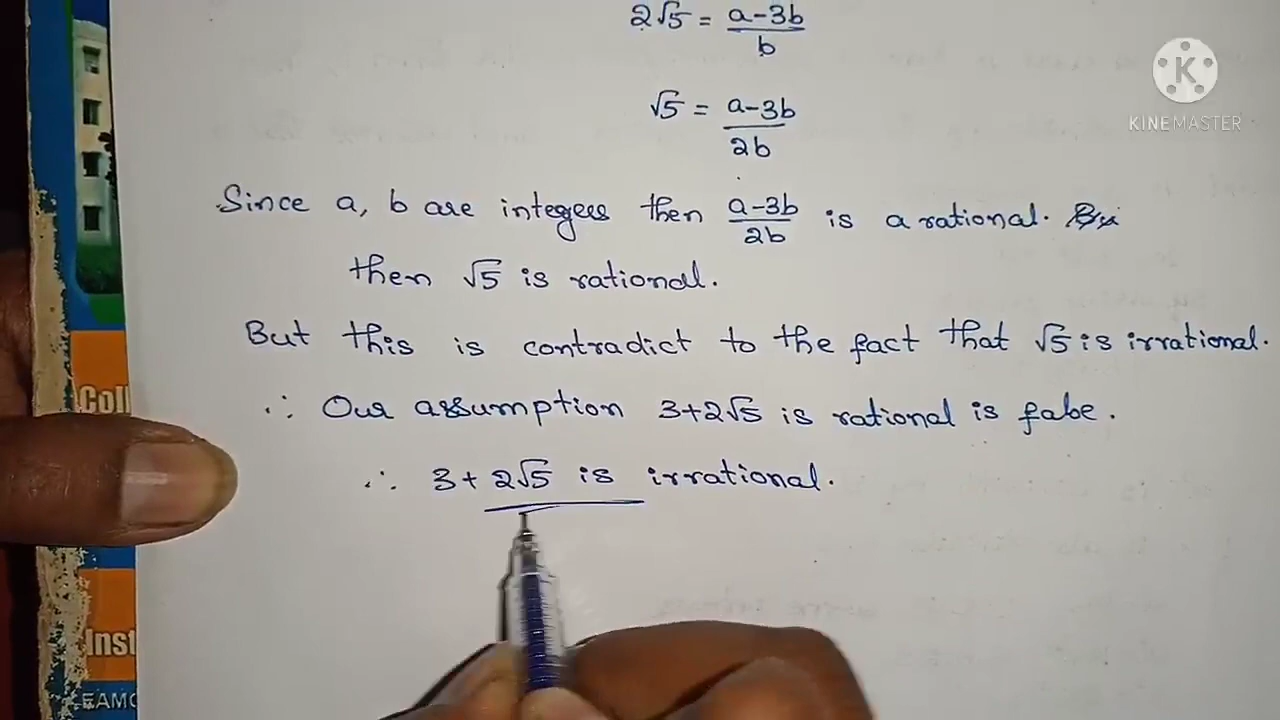 2√5 = a-3b/b
√5 = a-3b/2b
Since a, b are integers then a-3b/2b is a rational.
then √5 is rational.
But this is contradict to the fact that √5 is irrational.
∴ Our assumption 3+2√5 is rational is false.
∴ 3+2√5 is irrational.
K
KINEMASTER
Coll
Inst
EAMC